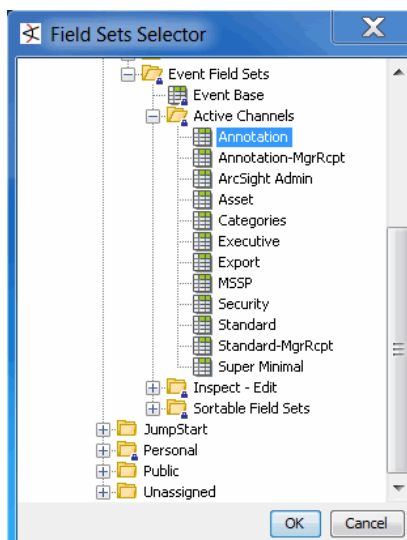 Field Sets Selector
Event Field Sets
Event Base
Active Channels
Annotation
Annotation-MgrRcpt
ArcSight Admin
Asset
Categories
Executive
Export
MSSP
Security
Standard
Standard-MgrRcpt
Super Minimal
Inspect - Edit
Sortable Field Sets
JumpStart
Personal
Public
Unassigned
OK Cancel